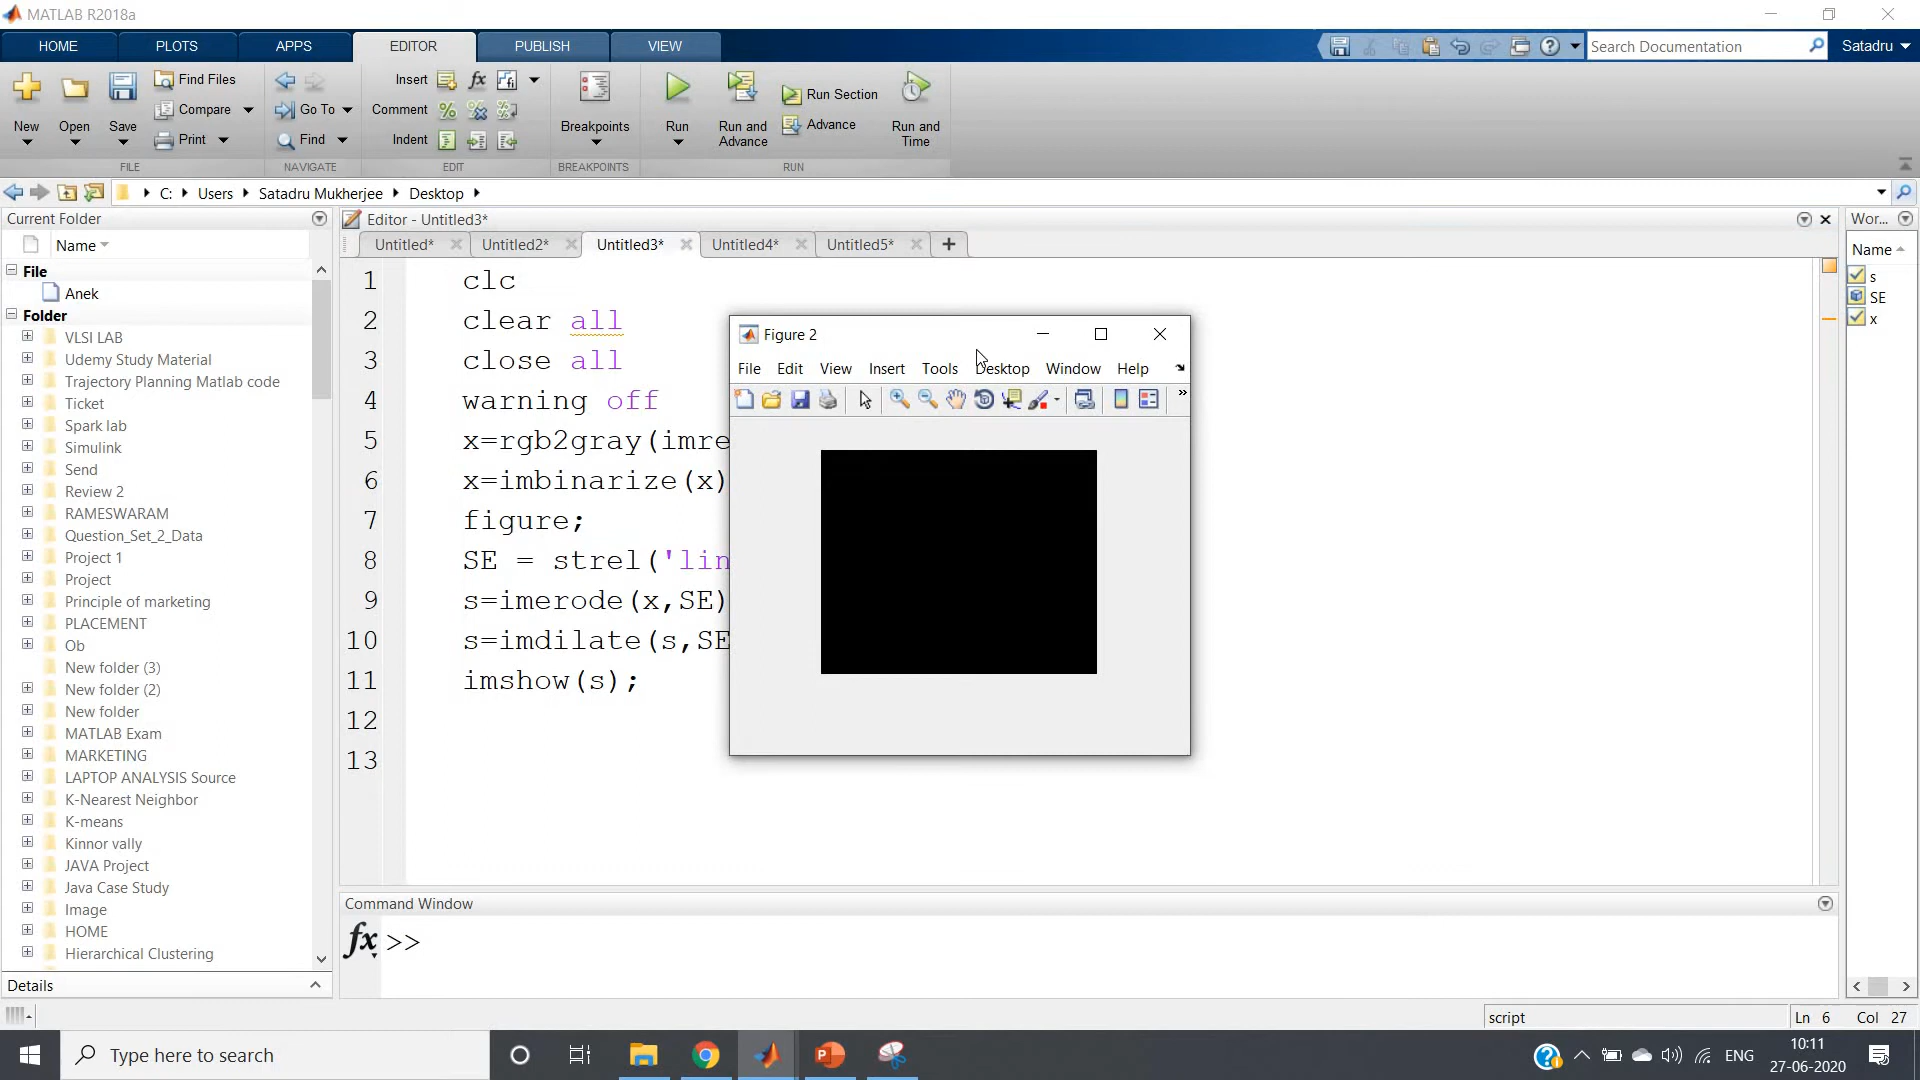 MATLAB R2018a
HOME
PLOTS
APPS
EDITOR
PUBLISH
VIEW
Search Documentation
Satadru
New
Open
Save
Find Files
Compare
Print
FILE
Go To
Find
NAVIGATE
Insert
Comment
Indent
EDIT
Breakpoints
BREAKPOINTS
Run
Run and
Advance
Run Section
Advance
Run and
Time
RUN
C:
Users
Satadru Mukherjee
Desktop
Current Folder
Name
File
Anek
Folder
VLSI LAB
Udemy Study Material
Trajectory Planning Matlab code
Ticket
Spark lab
Simulink
Send
Review 2
RAMESWARAM
Question_Set_2_Data
Project 1
Project
Principle of marketing
PLACEMENT
Ob
New folder (3)
New folder (2)
New folder
MATLAB Exam
MARKETING
LAPTOP ANALYSIS Source
K-Nearest Neighbor
K-means
Kinnor vally
JAVA Project
Java Case Study
Image
HOME
Hierarchical Clustering
Details
Editor - Untitled3*
Untitled*
Untitled2*
Untitled3*
Untitled4*
Untitled5*
1 clc
2 clear all
3 close all
4 warning off
5 x=rgb2gray(imre
6 x=imbinarize(x)
7 figure;
8 SE = strel('lin
9 s=imerode(x,SE)
10 s=imdilate(s,SE
11 imshow(s);
12
13
Figure 2
File Edit View Insert Tools Desktop Window Help
Command Window
fx >>
Wor...
Name
s
SE
x
script
Ln 6 Col 27
Type here to search
ENG
10:11
27-06-2020